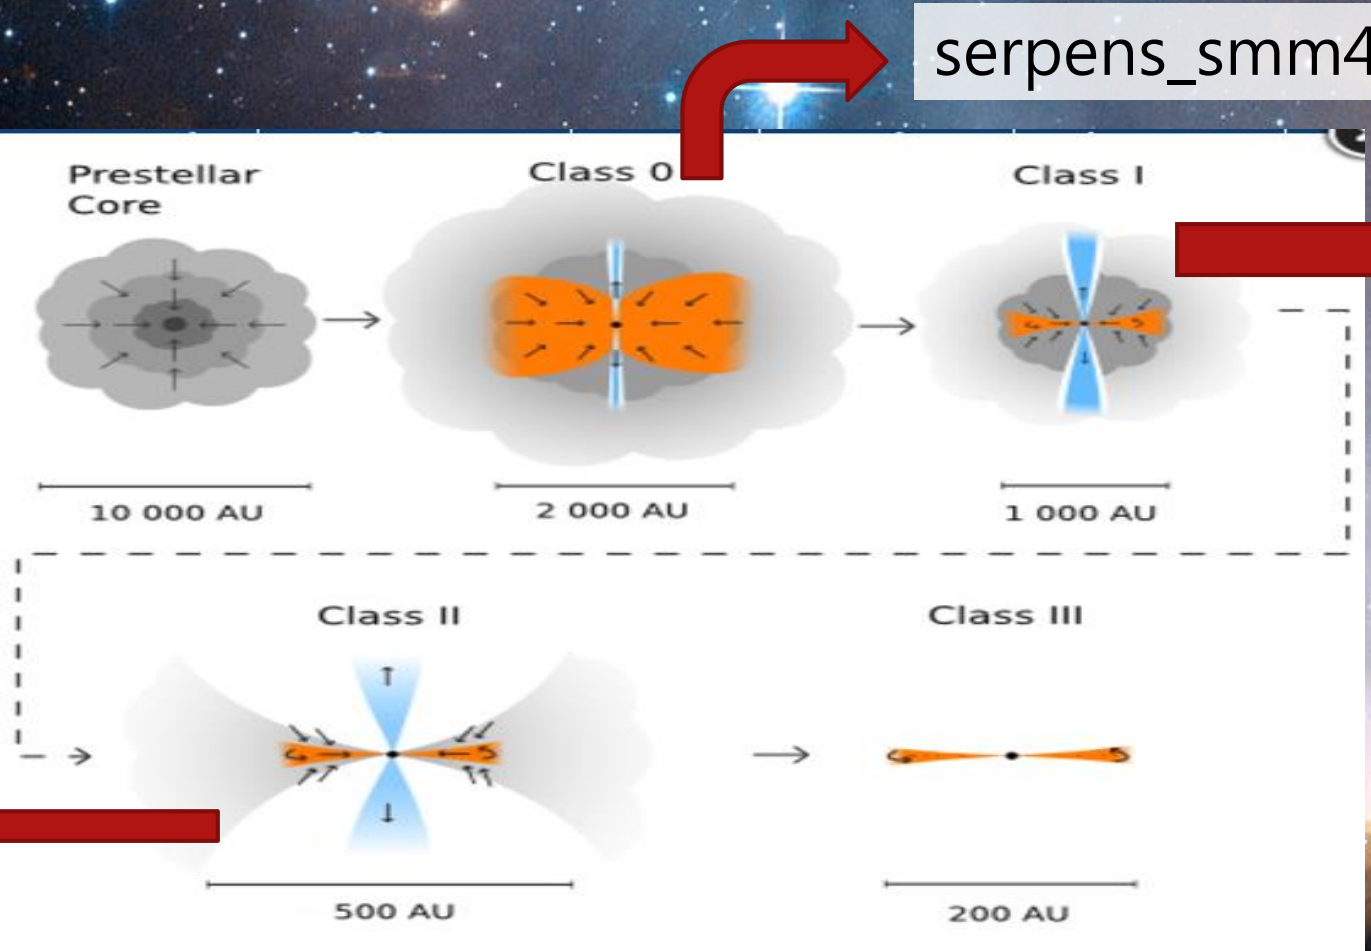 serpens_smm4
Prestellar
Core
Class 0
Class I
10 000 AU
2 000 AU
1 000 AU
Class II
Class III
500 AU
200 AU